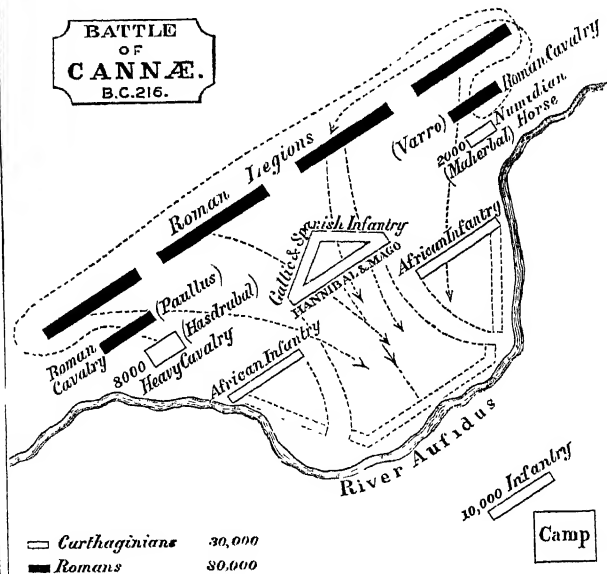 BATTLE
OF
CANNÆ.
B.C. 216.
Roman Cavalry
(Varro)
Numidian
2000 Horse
(Maherbal)
Roman Legions
Gallic & Spanish Infantry
HANNIBAL & MAGO
African Infantry
(Paullus)
Roman
Cavalry
(Hasdrubal)
8000
Heavy Cavalry
African Infantry
River Aufidus
10,000 Infantry
Camp
Carthaginians 30,000
Romans 80,000